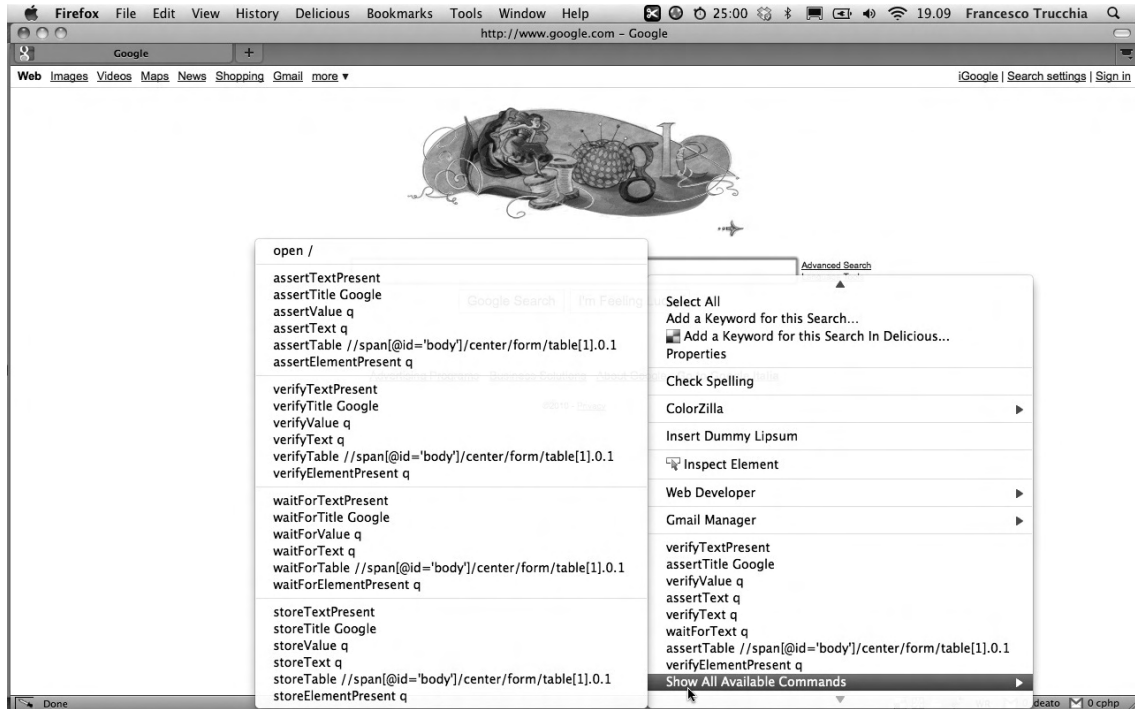 Firefox File Edit View History Delicious Bookmarks Tools Window Help 25:00 19.09 Francesco Trucchia
http://www.google.com – Google
Google +
Web Images Videos Maps News Shopping Gmail more ▼ iGoogle | Search settings | Sign in
Advanced Search
Google Search I'm Feeling
open /
assertTextPresent
assertTitle Google
assertValue q
assertText q
assertTable //span[@id='body']/center/form/table[1].0.1
assertElementPresent q
verifyTextPresent
verifyTitle Google
verifyValue q
verifyText q
verifyTable //span[@id='body']/center/form/table[1].0.1
verifyElementPresent q
waitForTextPresent
waitForTitle Google
waitForValue q
waitForText q
waitForTable //span[@id='body']/center/form/table[1].0.1
waitForElementPresent q
storeTextPresent
storeTitle Google
storeValue q
storeText q
storeTable //span[@id='body']/center/form/table[1].0.1
storeElementPresent q
Select All
Add a Keyword for this Search...
Add a Keyword for this Search In Delicious...
Properties
Check Spelling
ColorZilla
Insert Dummy Lipsum
Inspect Element
Web Developer
Gmail Manager
verifyTextPresent
assertTitle Google
verifyValue q
assertText q
verifyText q
waitForText q
assertTable //span[@id='body']/center/form/table[1].0.1
verifyElementPresent q
Show All Available Commands
Done deato 0 cphp